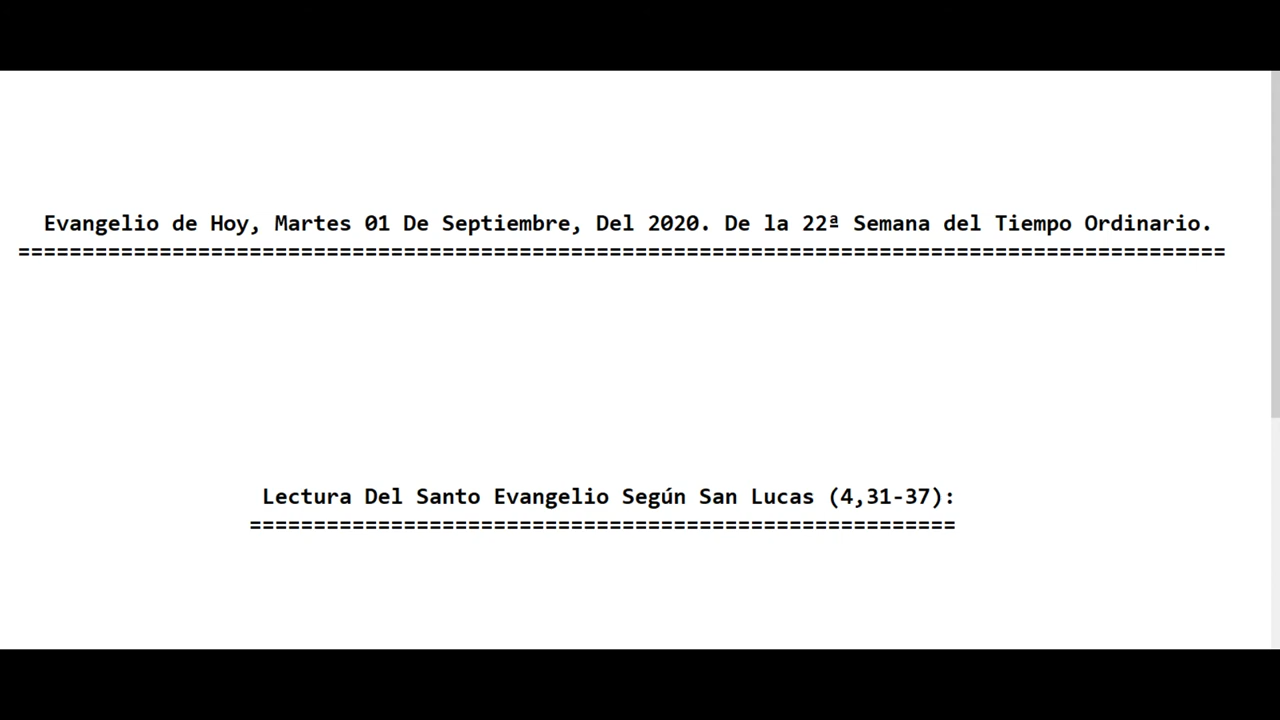 Evangelio de Hoy, Martes 01 De Septiembre, Del 2020. De la 22ª Semana del Tiempo Ordinario.
==============================================================================================
Lectura Del Santo Evangelio Según San Lucas (4,31-37):
=======================================================